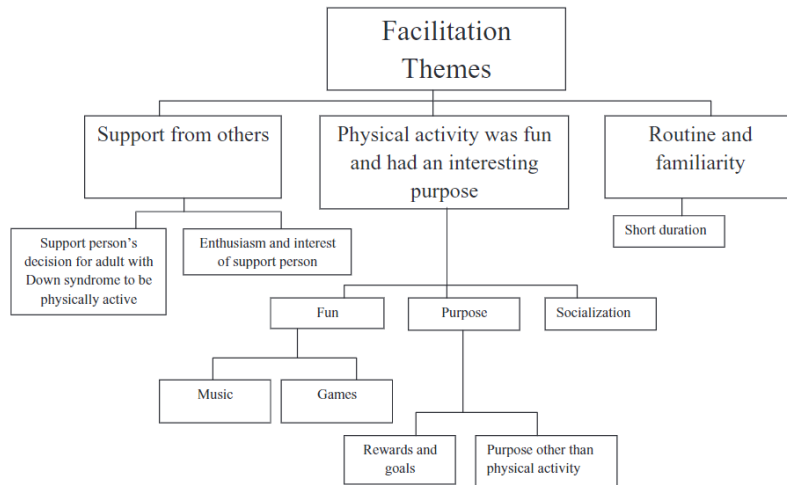 Facilitation
Themes
Support from others
Physical activity was fun
and had an interesting
purpose
Routine and
familiarity
Support person's
decision for adult with
Down syndrome to be
physically active
Enthusiasm and interest
of support person
Short duration
Fun
Purpose
Socialization
Music
Games
Rewards and
goals
Purpose other than
physical activity